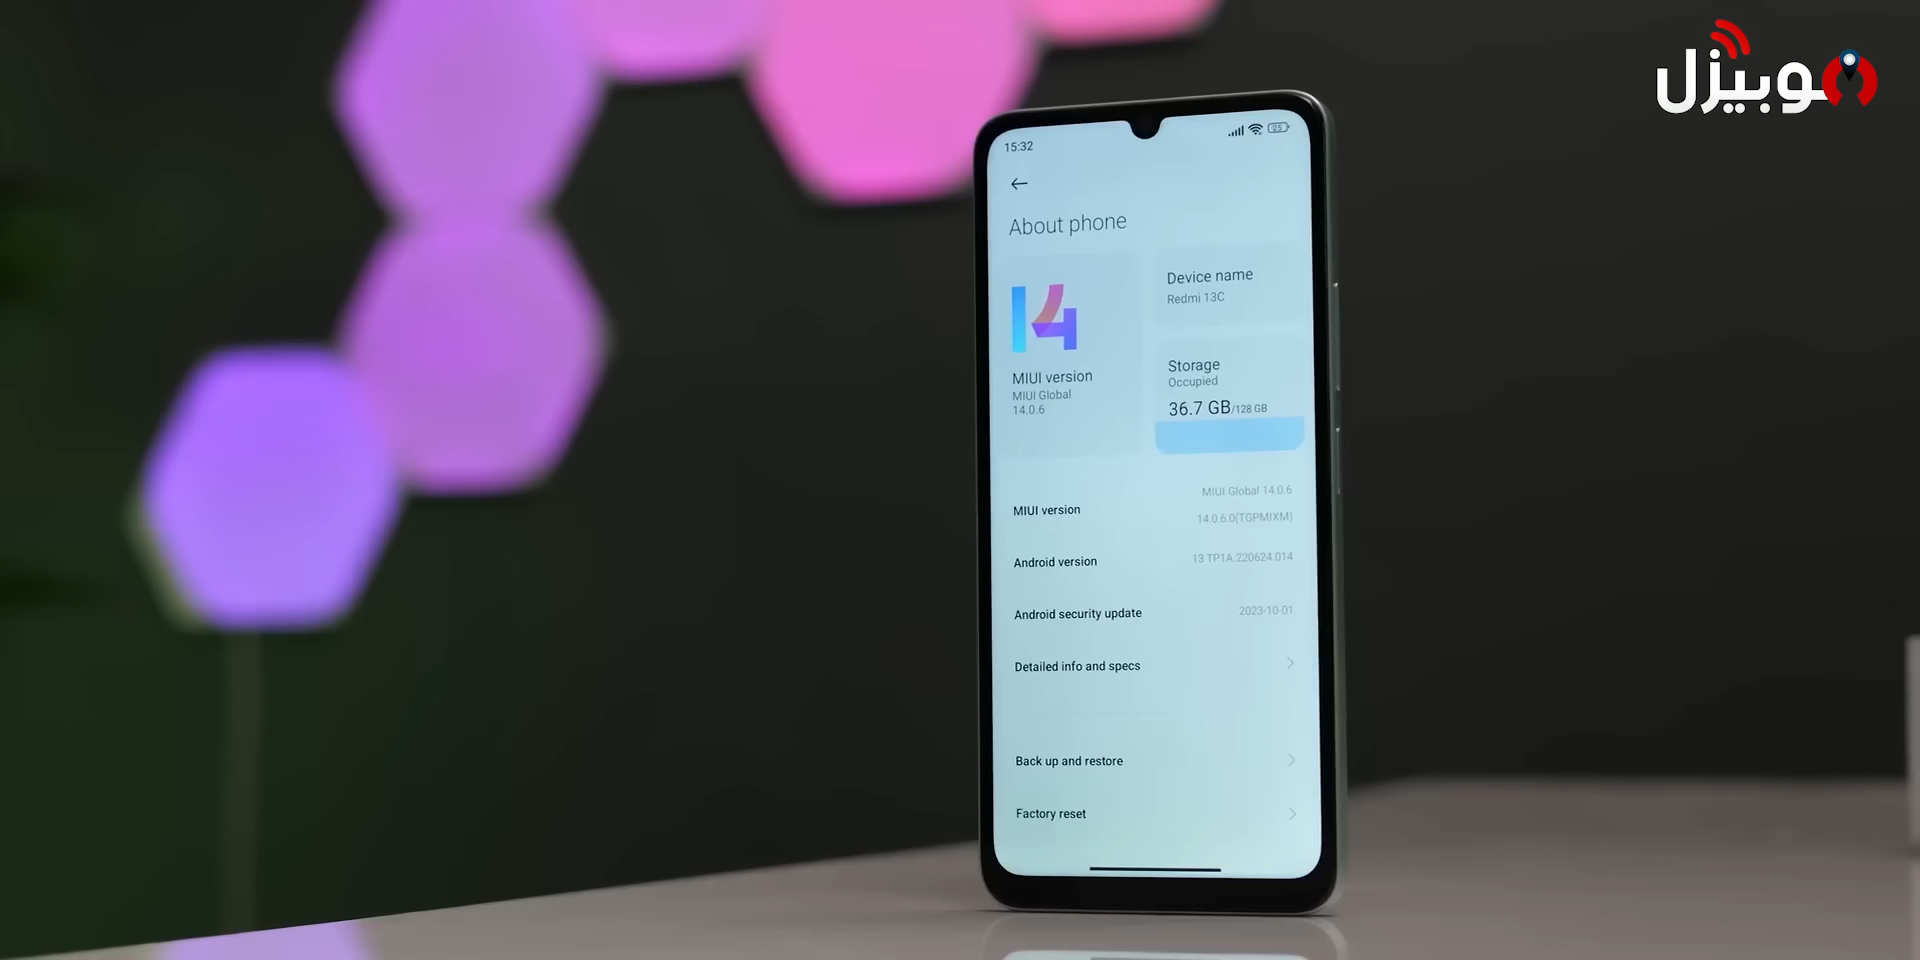 موبيزل
15:32
25
About phone
14
MIUI version
MIUI Global
14.0.6
Device name
Redmi 13C
Storage
Occupied
36.7 GB/128 GB
MIUI version
MIUI Global 14.0.6
14.0.6.0(TGPMIXM)
Android version
13 TP1A.220624.014
Android security update
2023-10-01
Detailed info and specs
Back up and restore
Factory reset